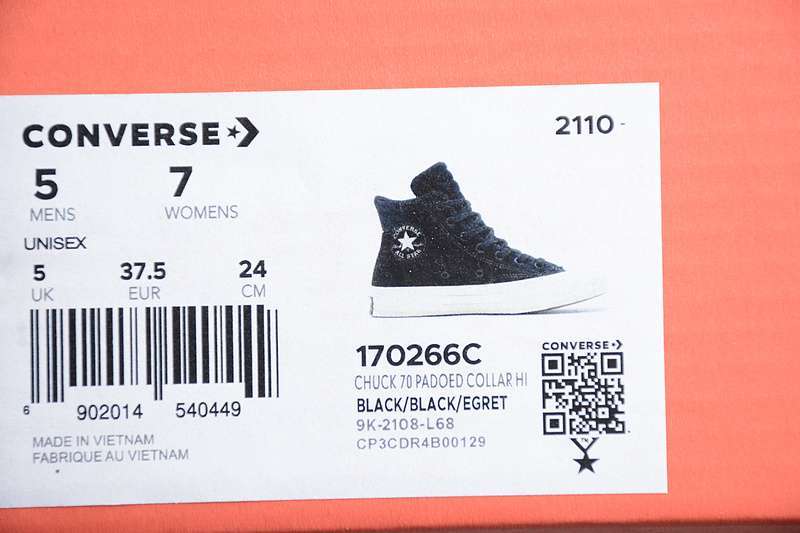 CONVERSE
2110 -
5 7
MENS WOMENS
UNISEX
5 37.5 24
UK EUR CM
6 902014 540449
MADE IN VIETNAM
FABRIQUE AU VIETNAM
CONVERSE
ALL STAR
170266C
CHUCK 70 PADOED COLLAR HI
BLACK/BLACK/EGRET
9K-2108-L68
CP3CDR4B00129
CONVERSE
TM